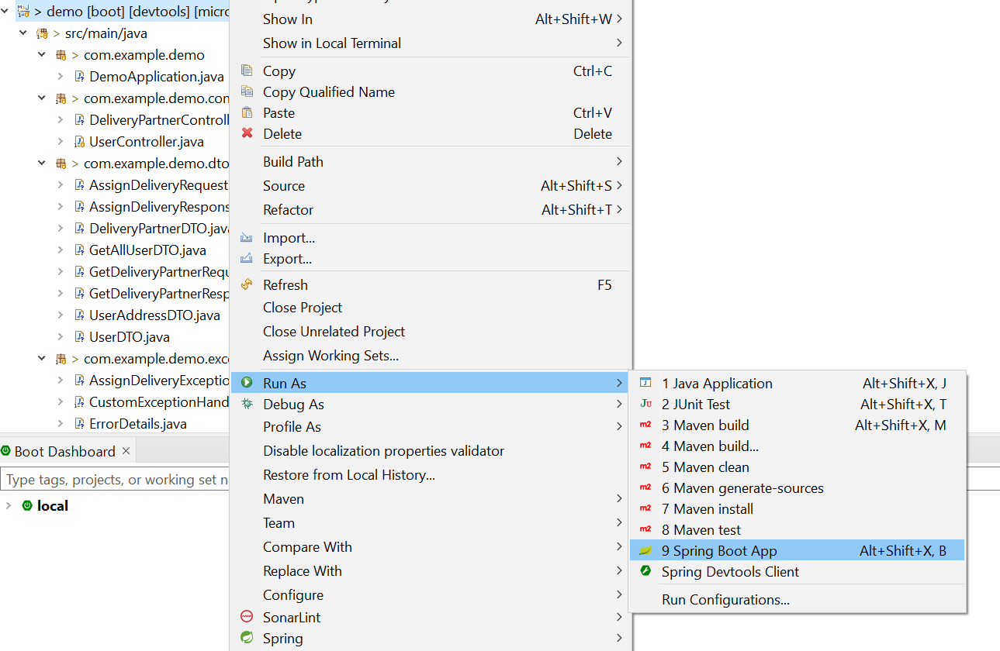 > demo [boot] [devtools] [micro
> src/main/java
> com.example.demo
DemoApplication.java
> com.example.demo.con
DeliveryPartnerControll
UserController.java
> com.example.demo.dto
AssignDeliveryRequest
AssignDeliveryRespons
DeliveryPartnerDTO.java
GetAllUserDTO.java
GetDeliveryPartnerRequ
GetDeliveryPartnerResp
UserAddressDTO.java
UserDTO.java
> com.example.demo.exce
AssignDeliveryExceptio
CustomExceptionHand
ErrorDetails.java
Boot Dashboard
Type tags, projects, or working set n
local
Show In Alt+Shift+W >
Show in Local Terminal >
Copy Ctrl+C
Copy Qualified Name
Paste Ctrl+V
Delete Delete
Build Path >
Source Alt+Shift+S >
Refactor Alt+Shift+T >
Import...
Export...
Refresh F5
Close Project
Close Unrelated Project
Assign Working Sets...
Run As >
Debug As >
Profile As >
Disable localization properties validator
Restore from Local History...
Maven >
Team >
Compare With >
Replace With >
Configure >
SonarLint >
Spring >
1 Java Application Alt+Shift+X, J
2 JUnit Test Alt+Shift+X, T
3 Maven build Alt+Shift+X, M
4 Maven build...
5 Maven clean
6 Maven generate-sources
7 Maven install
8 Maven test
9 Spring Boot App Alt+Shift+X, B
Spring Devtools Client
Run Configurations...